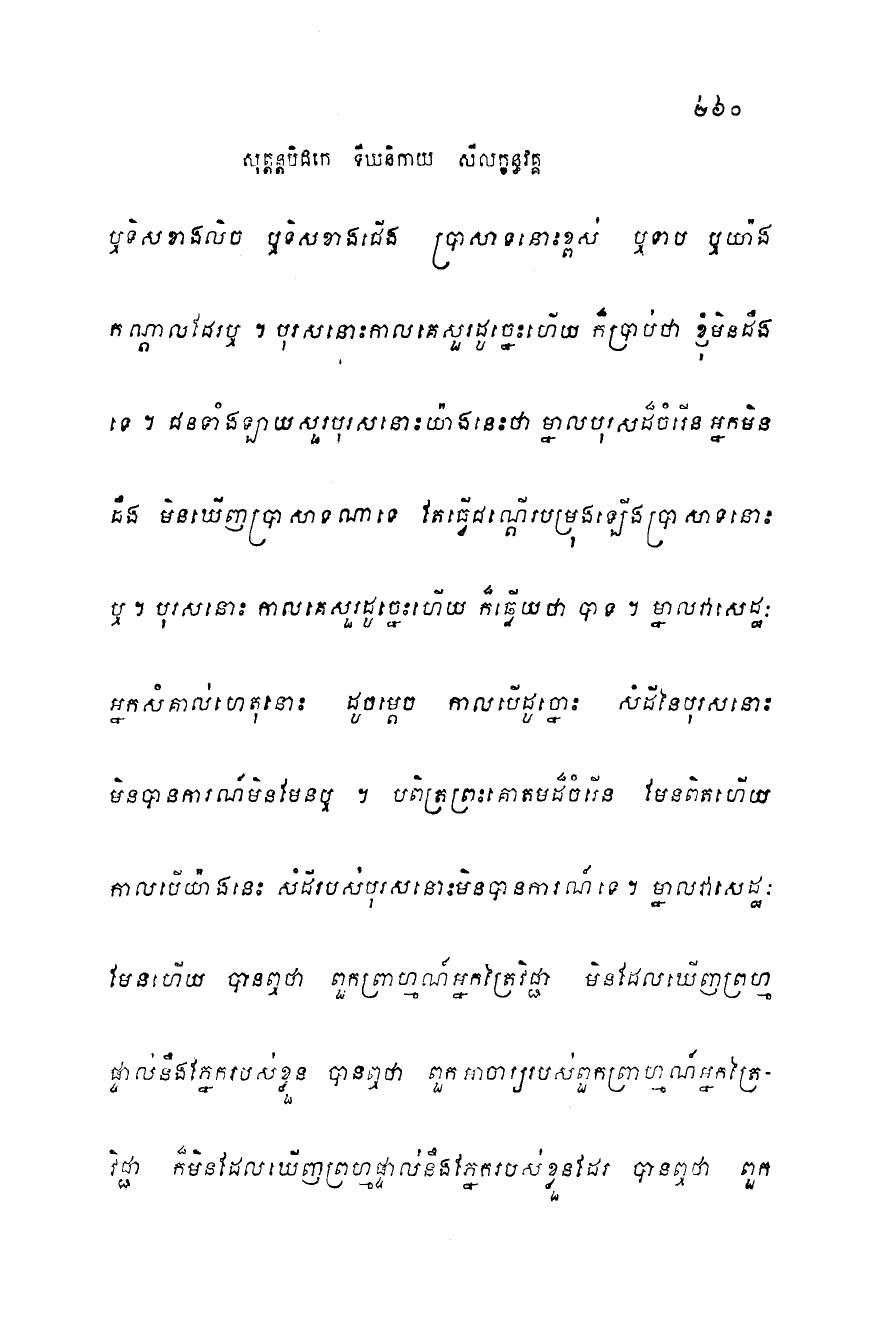 ២៦០
សុត្តន្តបិដកេ ទីឃនិកាយ សីលក្ខន្ធវគ្គ
ឬទិសខាងលិច ឬទិសខាងជើង ប្រាសាទនោះខ្ពស់ ឬទាប ឬយ៉ាង
កណ្តាលដែរឬ ។ បុរសនោះកាលគេសួរដូច្នេះហើយ ក៏ប្រាប់ថា ខ្ញុំមិនដឹង
ទេ ។ ជនទាំងឡាយសួរបុរសនោះយ៉ាងនេះថា ម្នាលបុរសដ៏ចំរើន អ្នកមិន
ដឹង មិនឃើញប្រាសាទណាទេ តែធ្វើជណ្តើរបម្រុងឡើងប្រាសាទនោះ
ឬ ។ បុរសនោះ កាលគេសួរដូច្នេះហើយ ក៏ឆ្លើយថា បាទ ។ ម្នាលវាសេដ្ឋៈ
អ្នកសំគាល់ហេតុនោះ ដូចម្តេច កាលបើដូច្នោះ សំដីនៃបុរសនោះ
មិនបានការណ៍មិនមែនឬ ។ បពិត្រព្រះគោតមដ៏ចំរើន មែនពិតហើយ
កាលបើយ៉ាងនេះ សំដីរបស់បុរសនោះមិនបានការណ៍ទេ ។ ម្នាលវាសេដ្ឋៈ
មែនហើយ បានឮថា ពួកព្រាហ្មណ៍អ្នកត្រៃវិជ្ជា មិនដែលឃើញព្រហ្ម
ផ្ទាល់នឹងភ្នែករបស់ខ្លួន បានឮថា ពួកអាចារ្យរបស់ពួកព្រាហ្មណ៍អ្នកត្រៃ-
វិជ្ជា ក៏មិនដែលឃើញព្រហ្មផ្ទាល់នឹងភ្នែករបស់ខ្លួនដែរ បានឮថា ពួក